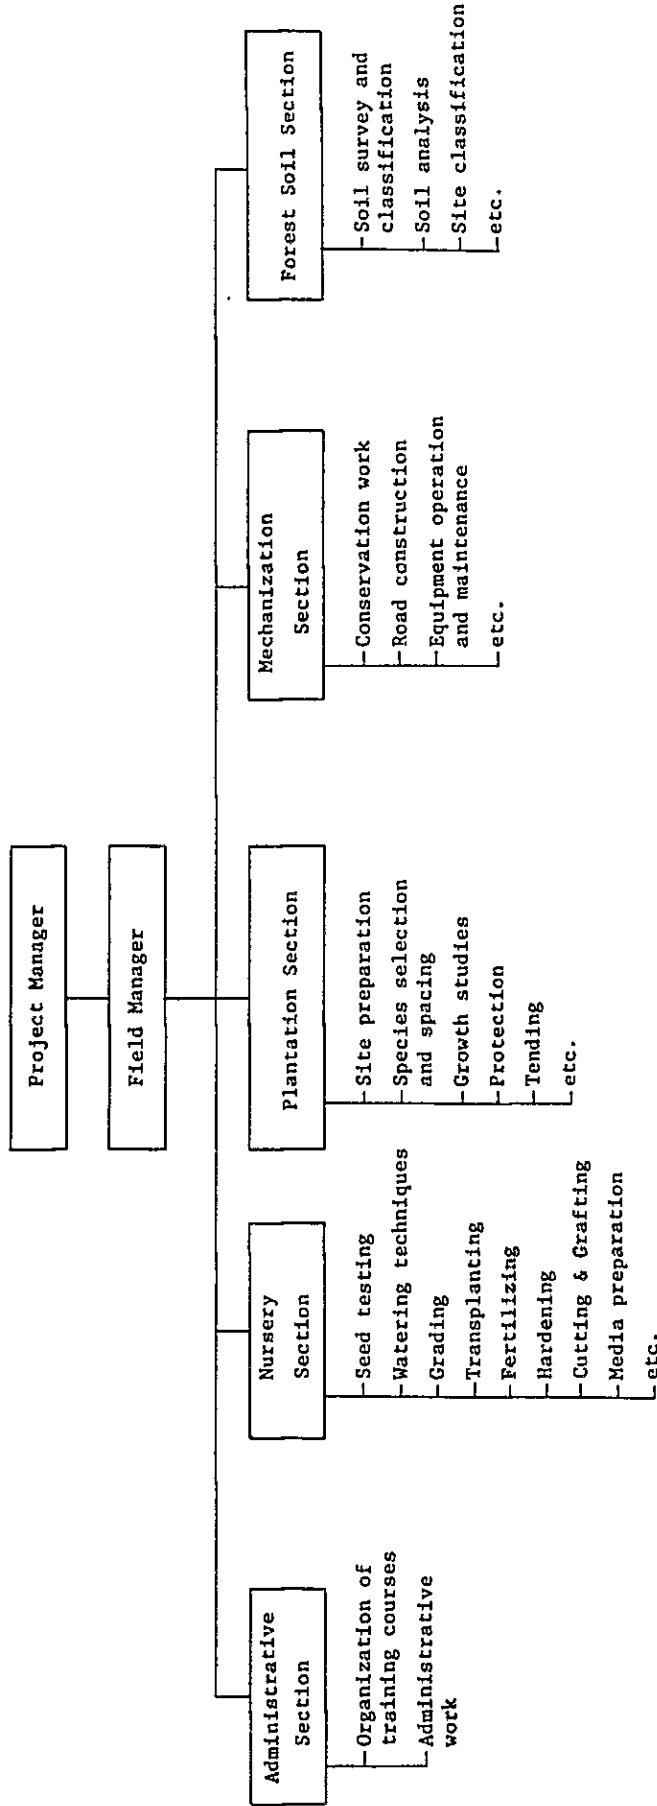 Project Manager
Field Manager
Administrative
Section
Organization of
training courses
Administrative
work
Nursery
Section
Seed testing
Watering techniques
Grading
Transplanting
Fertilizing
Hardening
Cutting & Grafting
Media preparation
etc.
Plantation Section
Site preparation
Species selection
and spacing
Growth studies
Protection
Tending
etc.
Mechanization
Section
Conservation work
Road construction
Equipment operation
and maintenance
etc.
Forest Soil Section
Soil survey and
classification
Soil analysis
Site classification
etc.